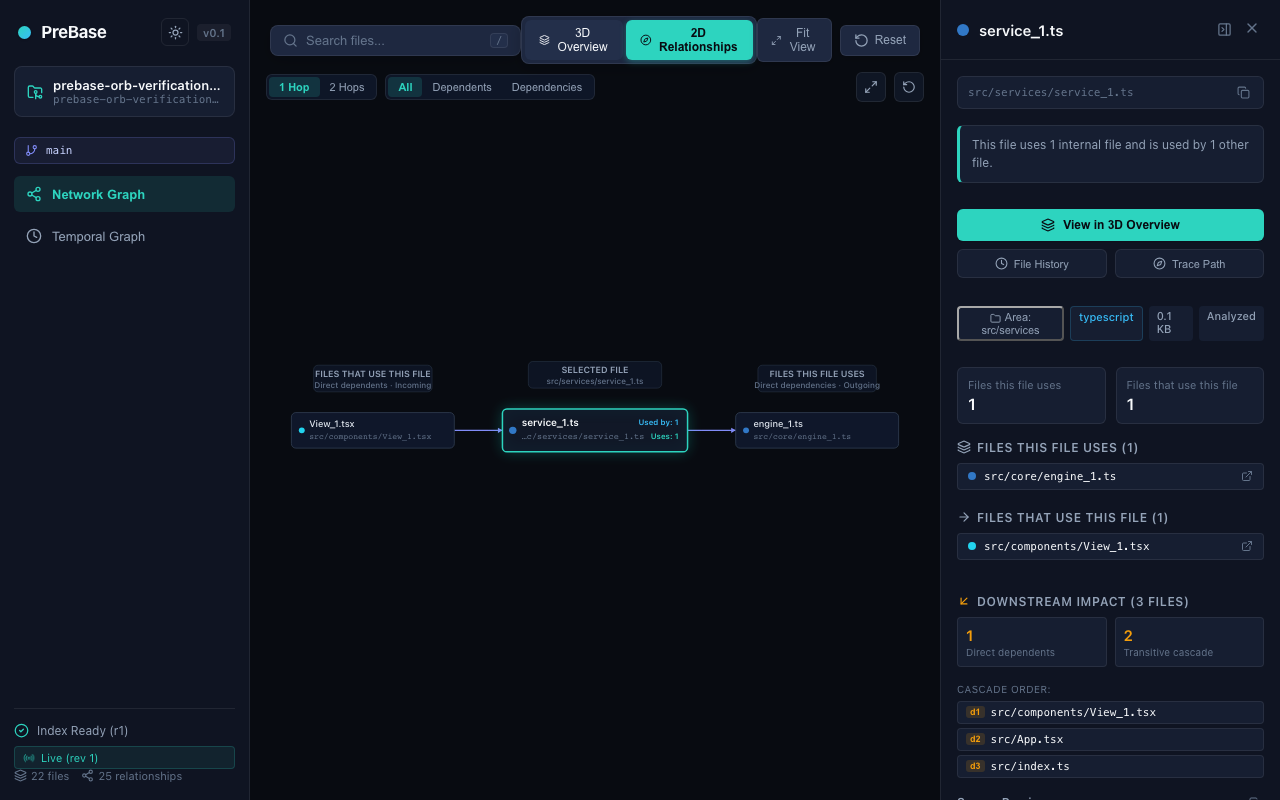 PreBase
v0.1
prebase-orb-verification...
prebase-orb-verification…
main
Network Graph
Temporal Graph
Index Ready (r1)
Live (rev 1)
22 files
25 relationships
Search files...
/
3D
Overview
2D
Relationships
Fit
View
Reset
1 Hop
2 Hops
All
Dependents
Dependencies
FILES THAT USE THIS FILE
Direct dependents · Incoming
SELECTED FILE
src/services/service_1.ts
FILES THIS FILE USES
Direct dependencies · Outgoing
View_1.tsx
src/components/View_1.tsx
service_1.ts
Used by: 1
…c/services/service_1.ts
Uses: 1
engine_1.ts
src/core/engine_1.ts
service_1.ts
src/services/service_1.ts
This file uses 1 internal file and is used by 1 other
file.
View in 3D Overview
File History
Trace Path
Area:
src/services
typescript
0.1
KB
Analyzed
Files this file uses
1
Files that use this file
1
FILES THIS FILE USES (1)
src/core/engine_1.ts
FILES THAT USE THIS FILE (1)
src/components/View_1.tsx
DOWNSTREAM IMPACT (3 FILES)
1
Direct dependents
2
Transitive cascade
CASCADE ORDER:
d1 src/components/View_1.tsx
d2 src/App.tsx
d3 src/index.ts